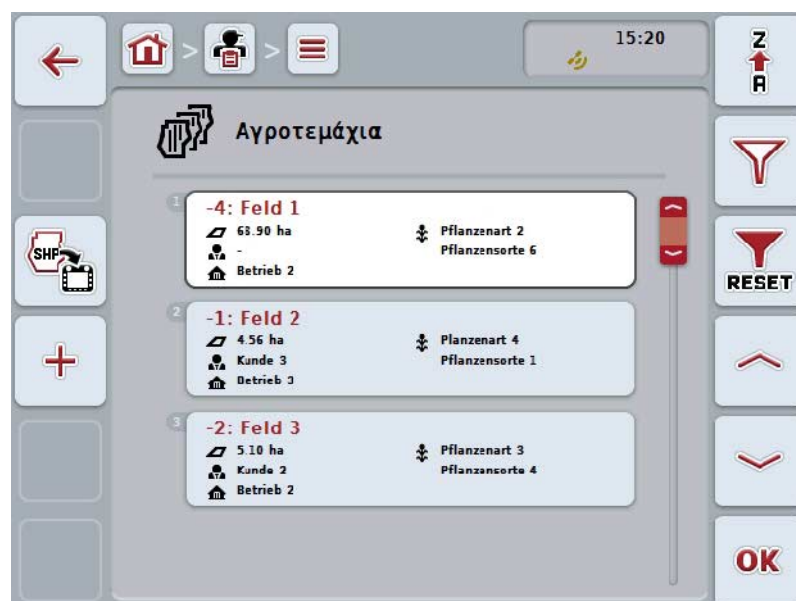 15:20
Z
A
Αγροτεμάχια
1
-4: Feld 1
68.90 ha
Pflanzenart 2
-
Pflanzensorte 6
Betrieb 2
SHP
RESET
2
-1: Feld 2
4.56 ha
Planzenart 4
Kunde 3
Pflanzensorte 1
Betrieb 3
3
-2: Feld 3
5.10 ha
Pflanzenart 3
Kunde 2
Pflanzensorte 4
Betrieb 2
OK